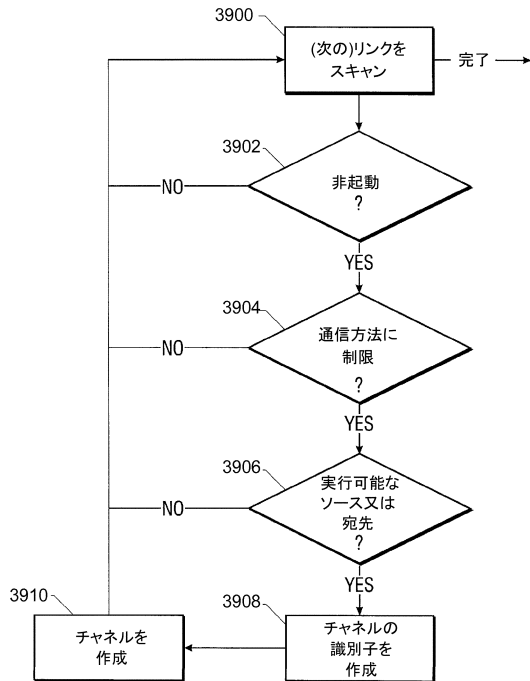 3900
(次の)リンクを
スキャン
完了
3902
非起動
?
NO
YES
3904
通信方法に
制限
?
NO
YES
3906
実行可能な
ソース又は
宛先
?
NO
YES
3910
チャネルを
作成
3908
チャネルの
識別子を
作成